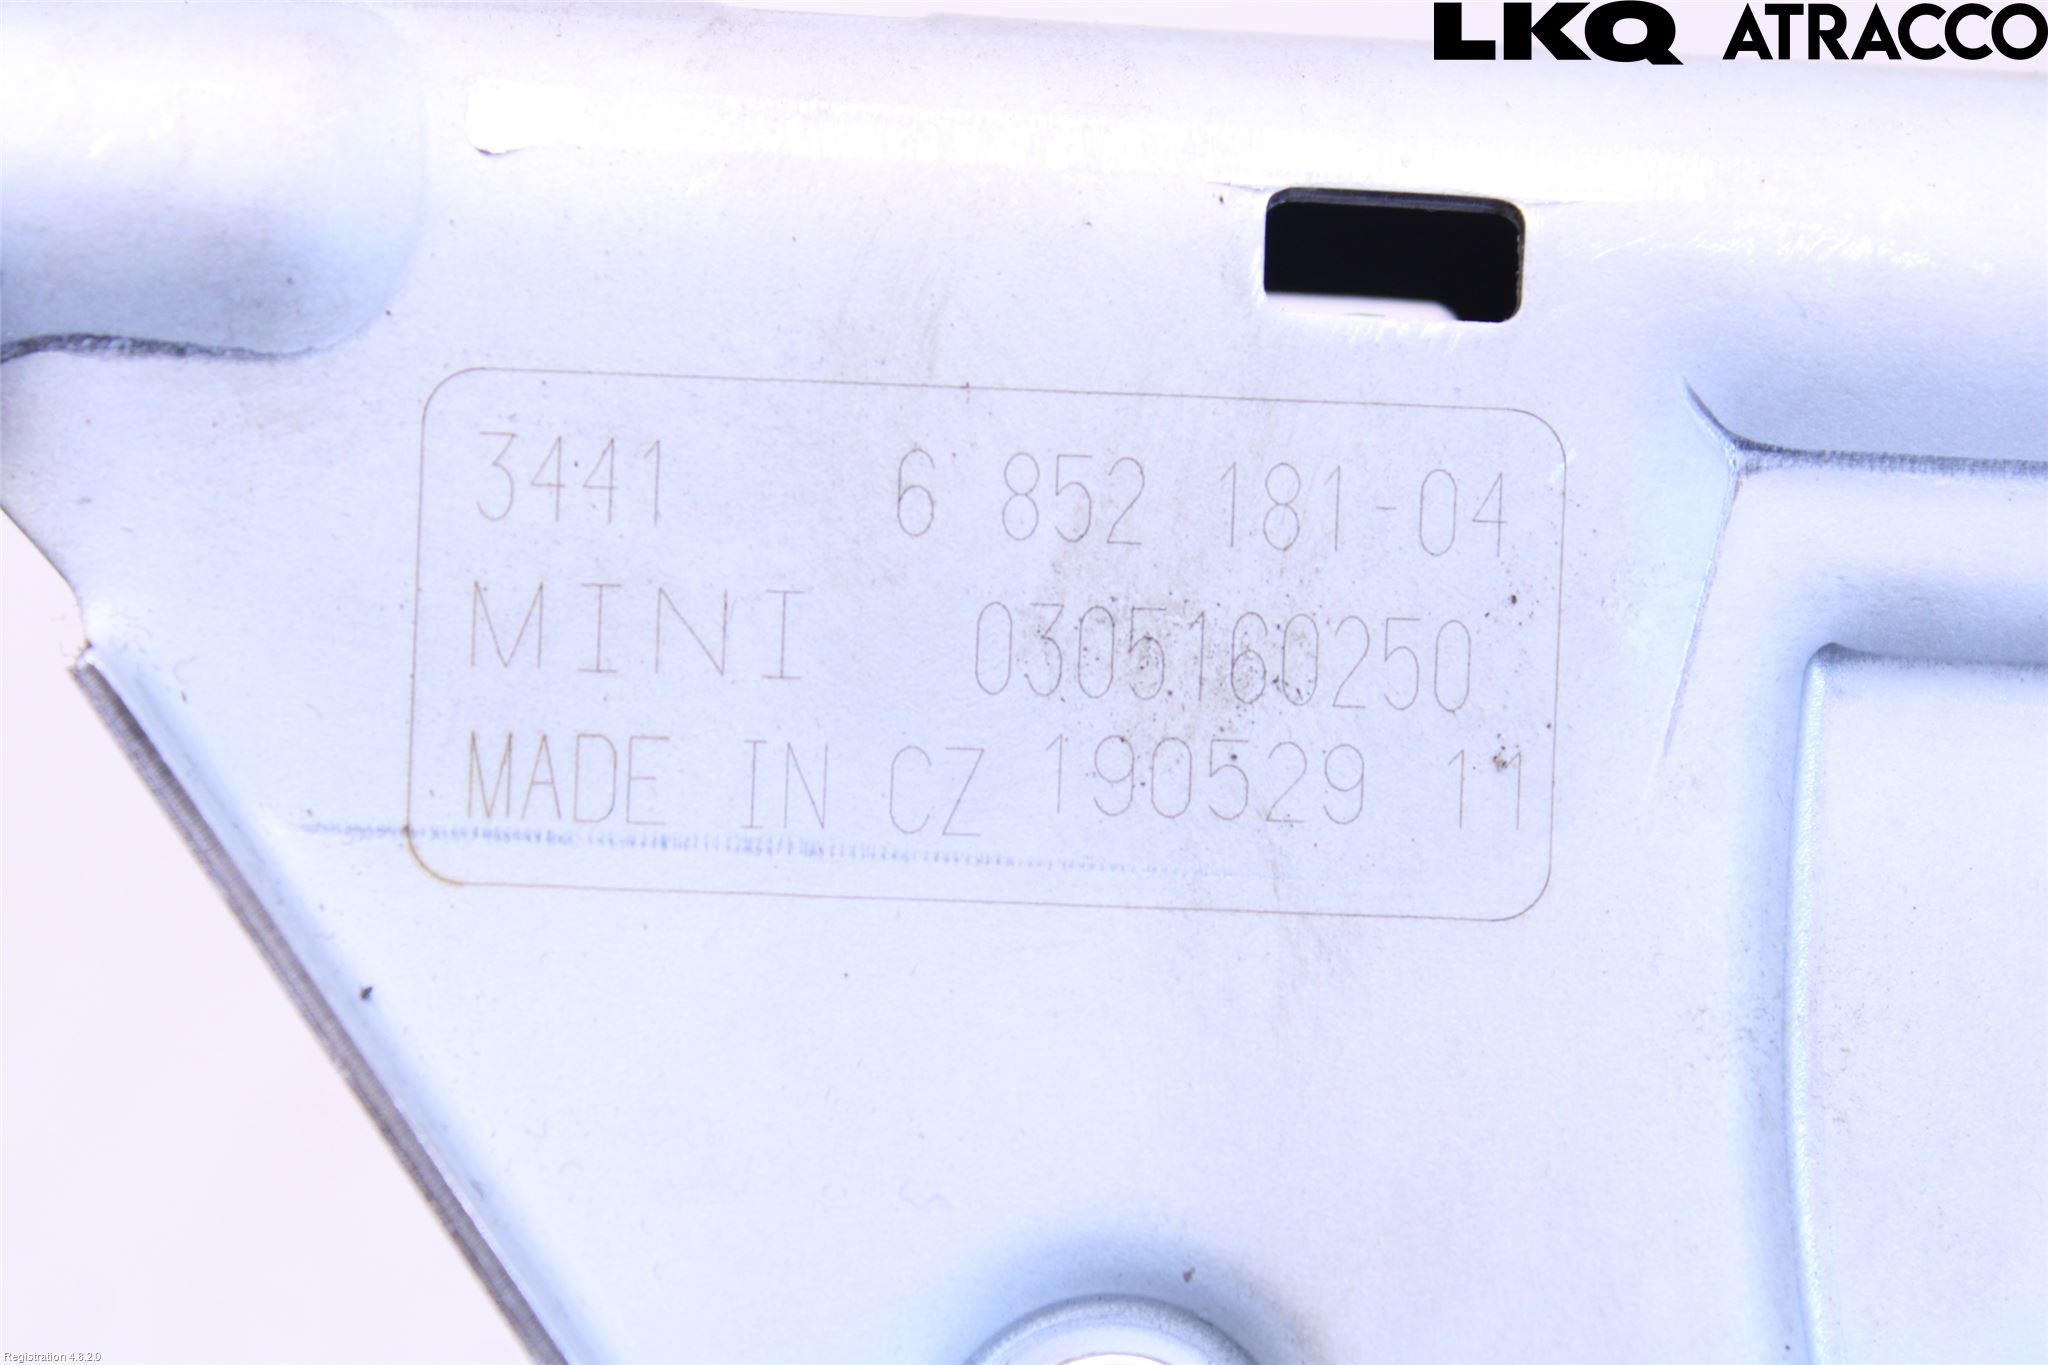 LKQ ATRACCO
3441 6 852 181-04
MINI 0305160250
MADE IN CZ 190529 11
Registration 4.8.2.0